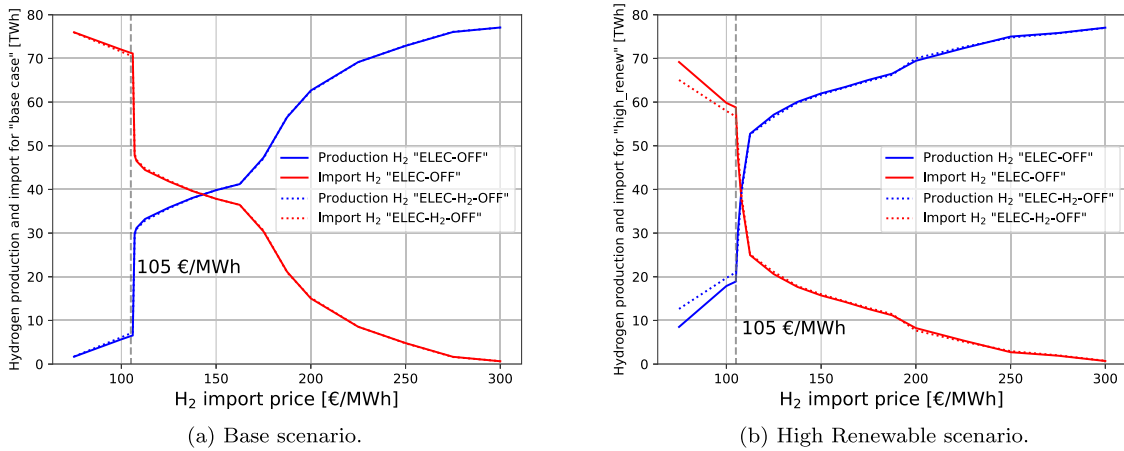 Hydrogen production and import for "base case" [TWh]
80
70
60
50
40
30
20
10
0
Production H₂ "ELEC-OFF"
Import H₂ "ELEC-OFF"
Production H₂ "ELEC-H₂-OFF"
Import H₂ "ELEC-H₂-OFF"
105 €/MWh
100 150 200 250 300
H₂ import price [€/MWh]
(a) Base scenario.
Hydrogen production and import for "high_renew" [TWh]
80
70
60
50
40
30
20
10
0
Production H₂ "ELEC-OFF"
Import H₂ "ELEC-OFF"
Production H₂ "ELEC-H₂-OFF"
Import H₂ "ELEC-H₂-OFF"
105 €/MWh
100 150 200 250 300
H₂ import price [€/MWh]
(b) High Renewable scenario.